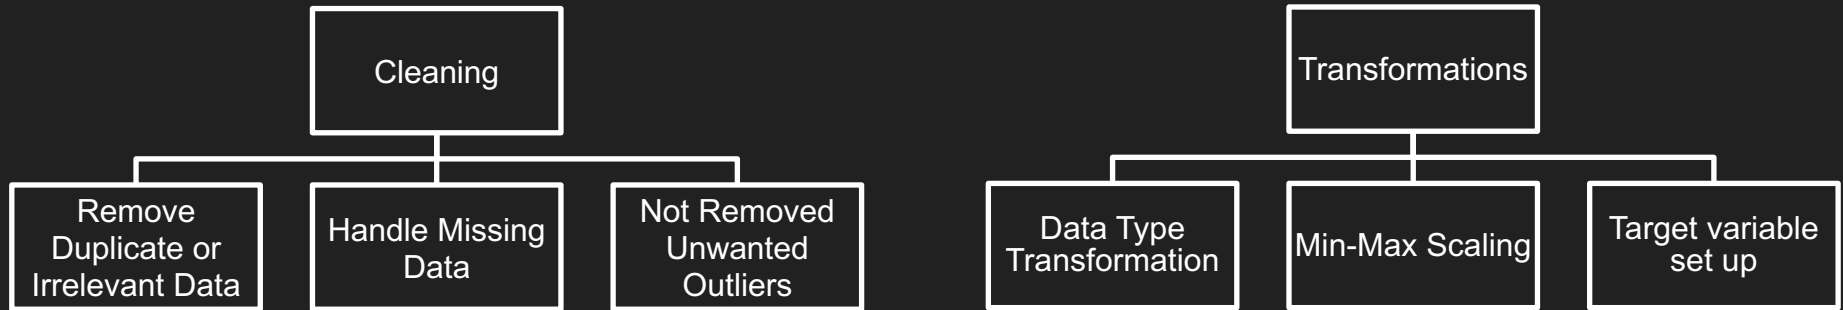 Cleaning
Remove
Duplicate or
Irrelevant Data
Handle Missing
Data
Not Removed
Unwanted
Outliers
Transformations
Data Type
Transformation
Min-Max Scaling
Target variable
set up